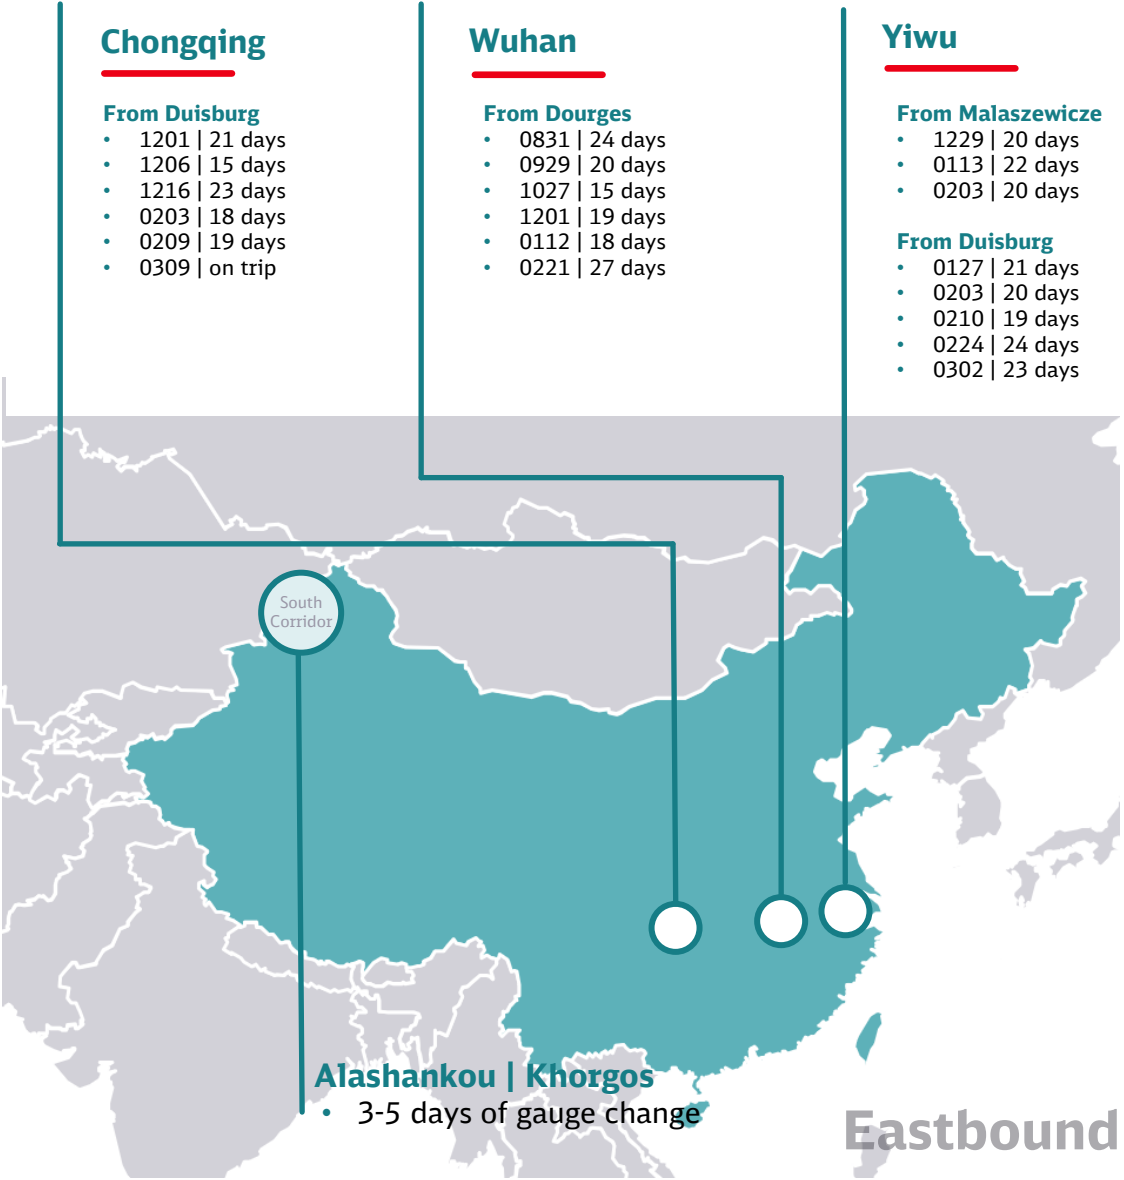 Chongqing
From Duisburg
• 1201 | 21 days
• 1206 | 15 days
• 1216 | 23 days
• 0203 | 18 days
• 0209 | 19 days
• 0309 | on trip
Wuhan
From Dourges
• 0831 | 24 days
• 0929 | 20 days
• 1027 | 15 days
• 1201 | 19 days
• 0112 | 18 days
• 0221 | 27 days
Yiwu
From Malaszewicze
• 1229 | 20 days
• 0113 | 22 days
• 0203 | 20 days
From Duisburg
• 0127 | 21 days
• 0203 | 20 days
• 0210 | 19 days
• 0224 | 24 days
• 0302 | 23 days
South
Corridor
Alashankou | Khorgos
• 3-5 days of gauge change
Eastbound